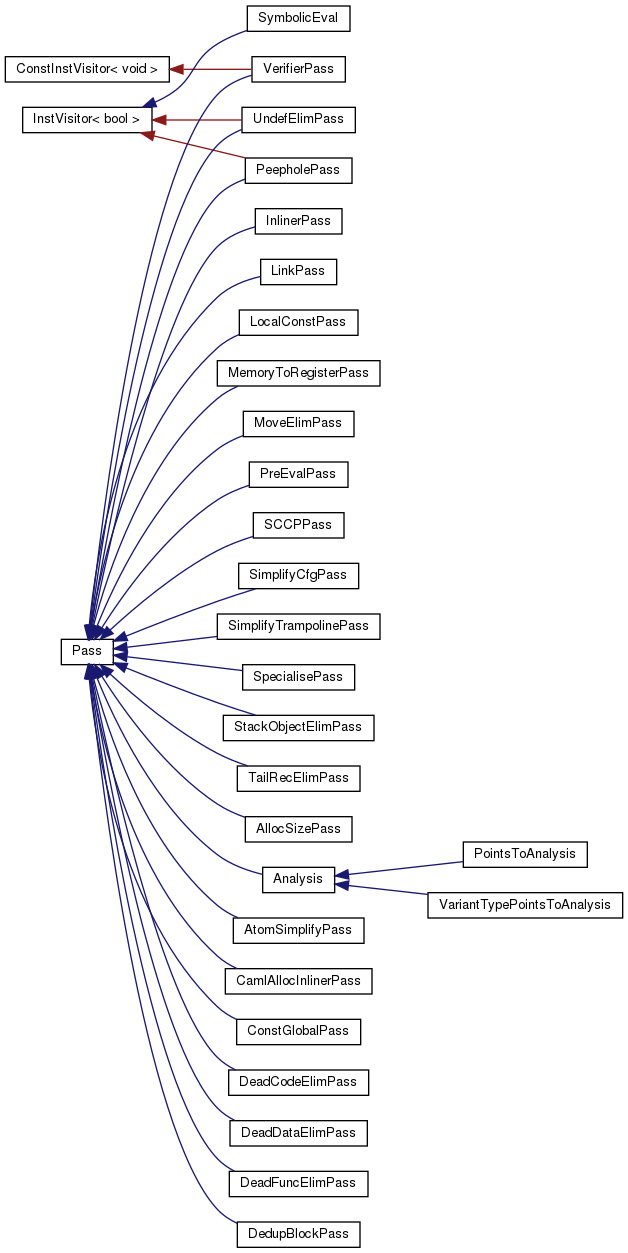 SymbolicEval
ConstInstVisitor< void >
VerifierPass
InstVisitor< bool >
UndefElimPass
PeepholePass
InlinerPass
LinkPass
LocalConstPass
MemoryToRegisterPass
MoveElimPass
PreEvalPass
SCCPPass
SimplifyCfgPass
SimplifyTrampolinePass
Pass
SpecialisePass
StackObjectElimPass
TailRecElimPass
AllocSizePass
PointsToAnalysis
Analysis
VariantTypePointsToAnalysis
AtomSimplifyPass
CamlAllocInlinerPass
ConstGlobalPass
DeadCodeElimPass
DeadDataElimPass
DeadFuncElimPass
DedupBlockPass